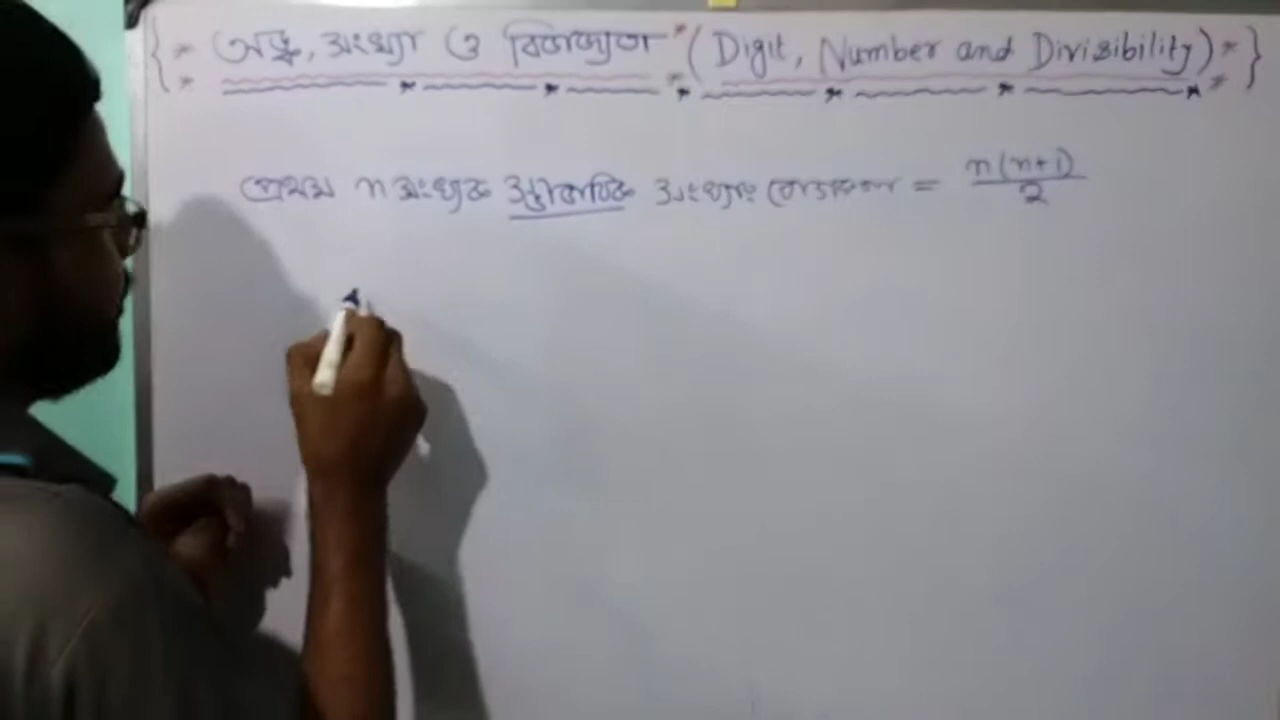 { * অঙ্ক, সংখ্যা ও বিভাজ্যতা * ( Digit, Number and Divisibility ) * }
প্রথম n সংখ্যক স্বাভাবিক সংখ্যার যোগফল = n(n+1)/2